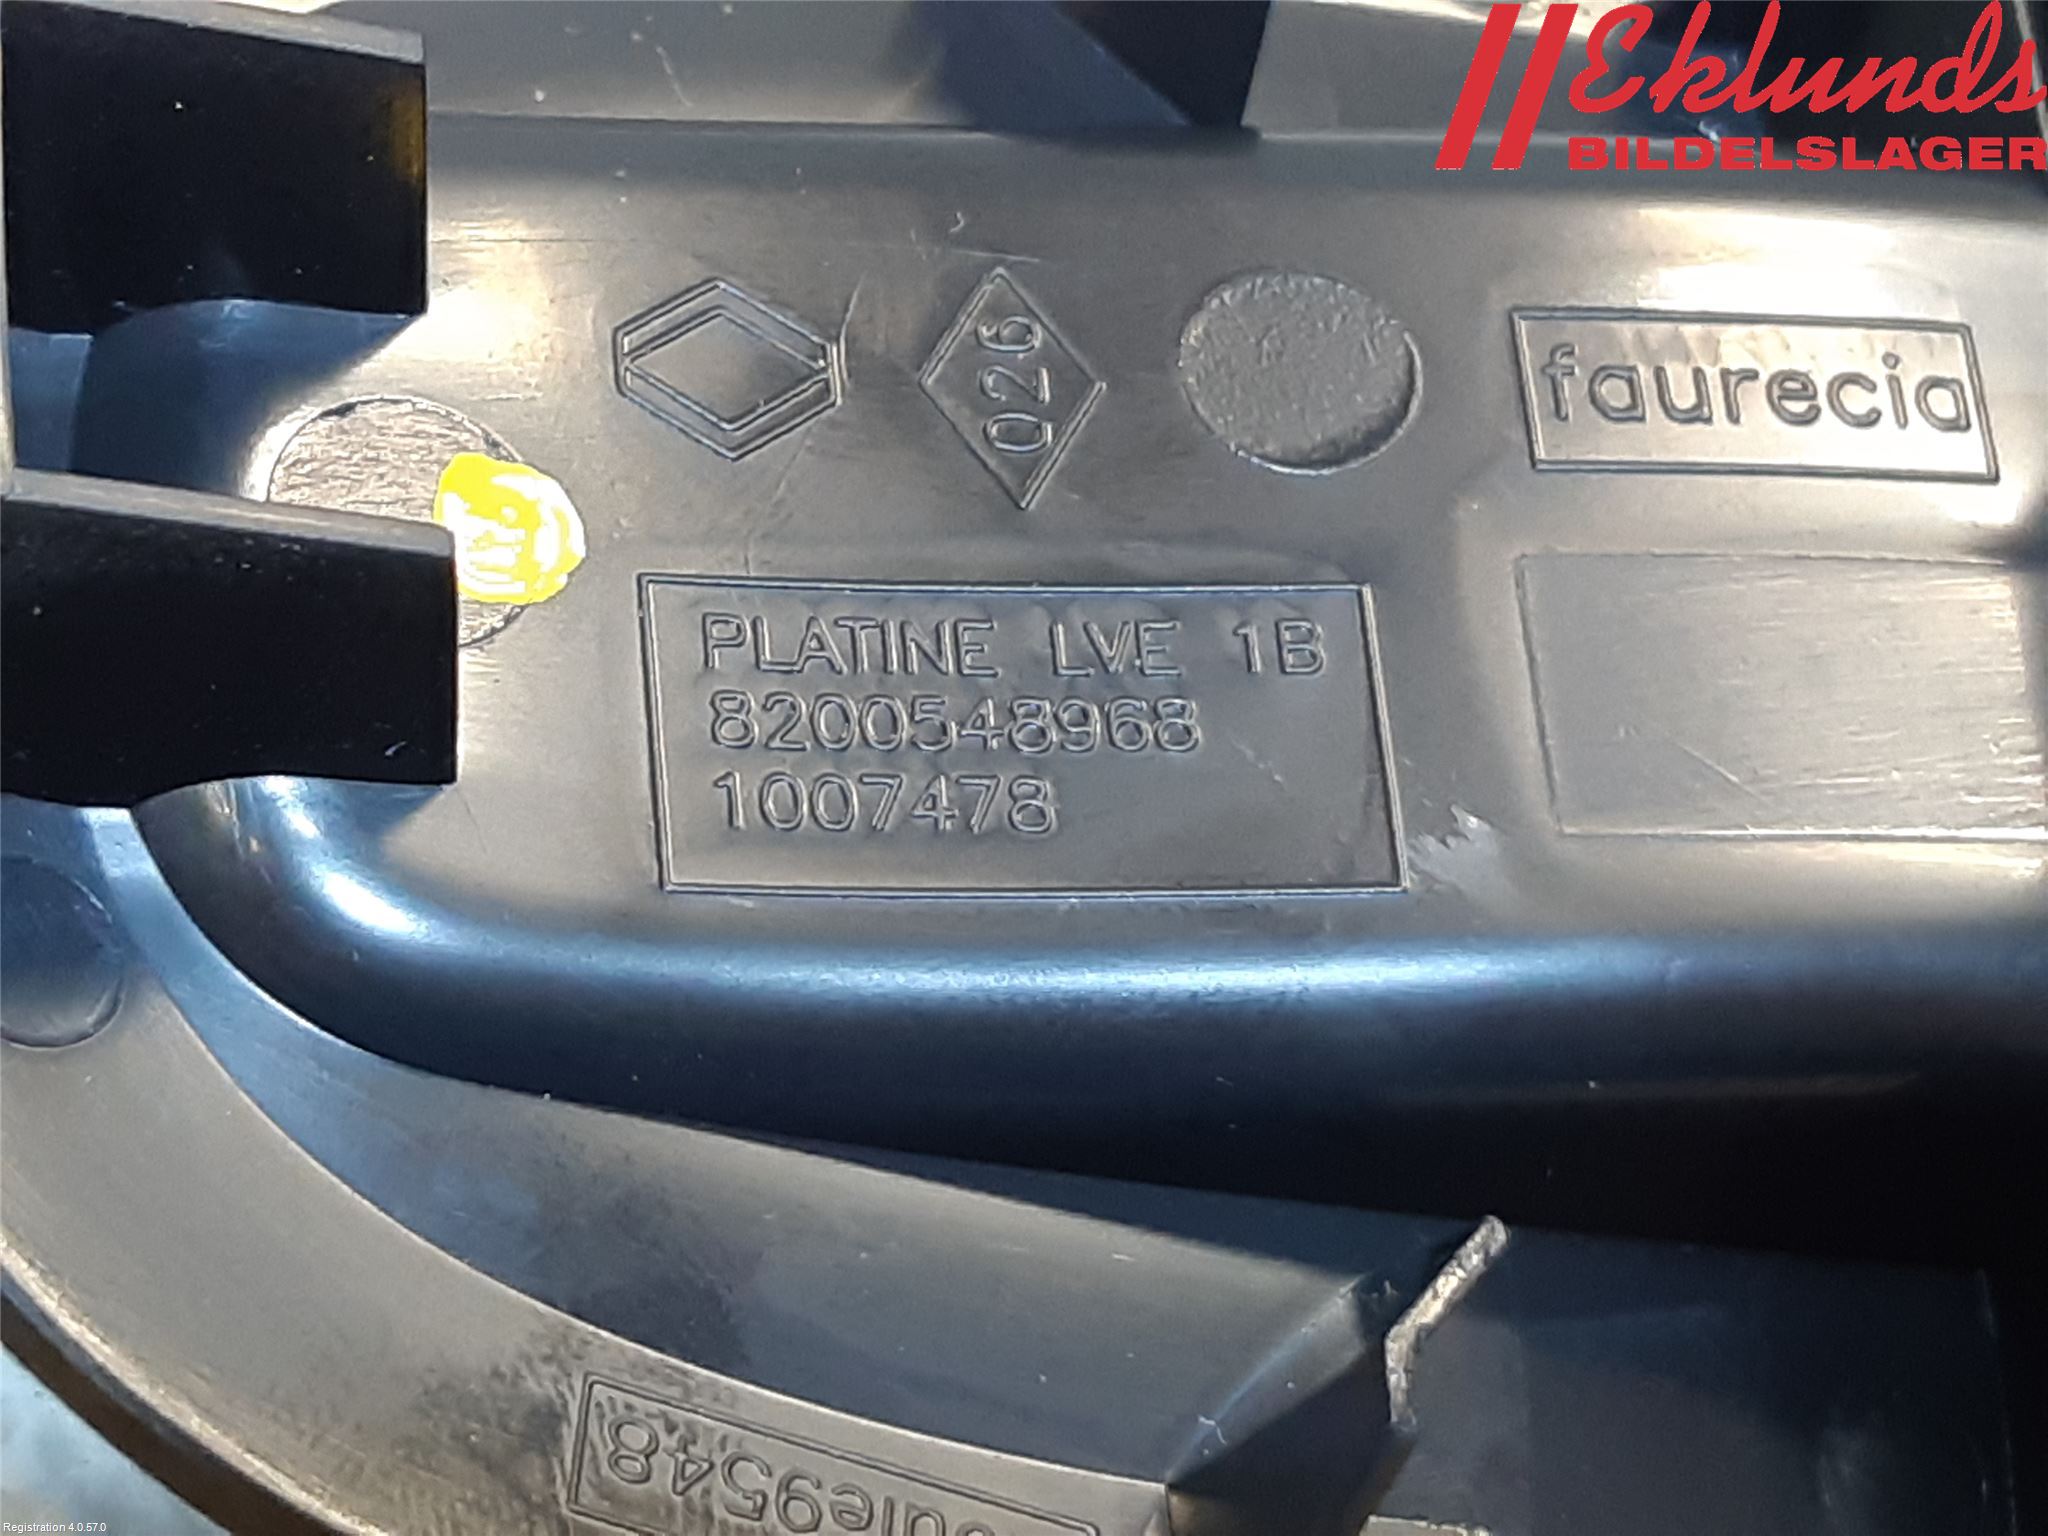 Eklunds
BILDELSLAGER
026
faurecia
PLATINE LVE 1B
8200548968
1007478
Registration 4.0.57.0